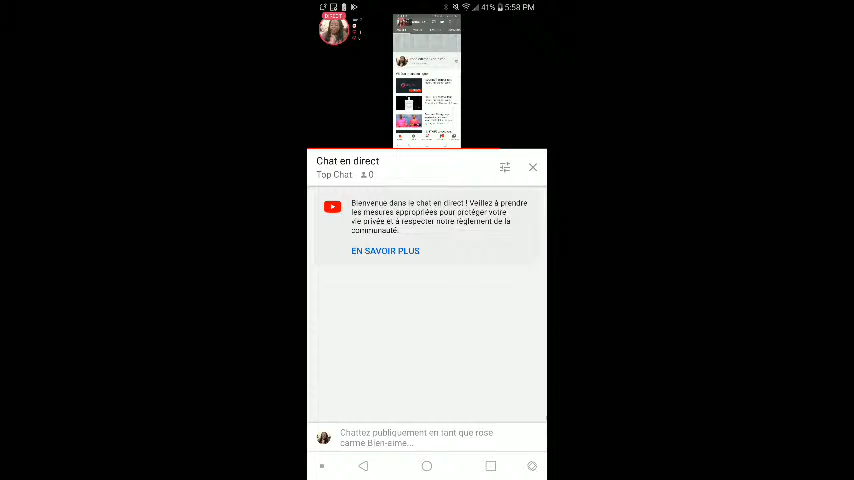 41% 5:58 PM
DIRECT
Chat en direct
Top Chat 0
Bienvenue dans le chat en direct ! Veillez à prendre
les mesures appropriées pour protéger votre
vie privée et à respecter notre règlement de la
communauté.
EN SAVOIR PLUS
Chattez publiquement en tant que rose
carme Bien-aime...